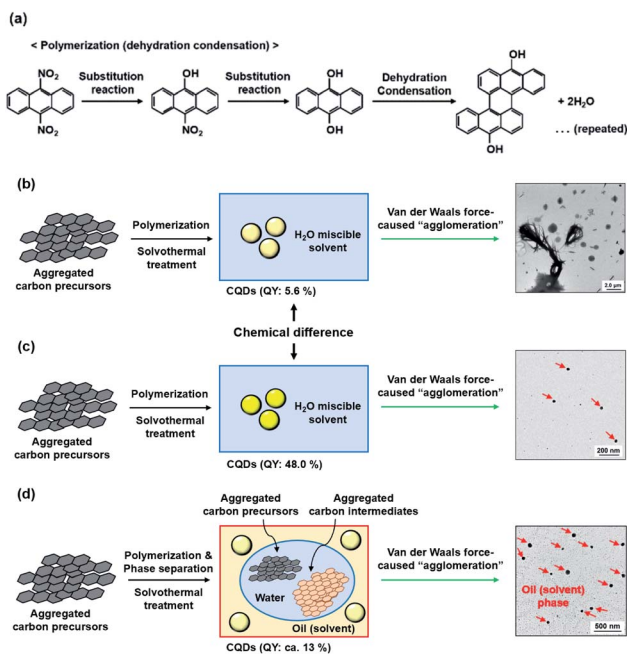 (a)
< Polymerization (dehydration condensation) >
NO₂
NO₂
Substitution
reaction
OH
NO₂
Substitution
reaction
OH
OH
Dehydration
Condensation
OH
OH
+ 2H₂O
... (repeated)
(b)
Aggregated
carbon precursors
Polymerization
Solvothermal
treatment
H₂O miscible
solvent
CQDs (QY: 5.6 %)
Van der Waals force-
caused “agglomeration”
2.0 μm
Chemical difference
(c)
Aggregated
carbon precursors
Polymerization
Solvothermal
treatment
H₂O miscible
solvent
CQDs (QY: 48.0 %)
Van der Waals force-
caused “agglomeration”
200 nm
(d)
Aggregated
carbon precursors
Polymerization &
Phase separation
Solvothermal
treatment
Aggregated
carbon precursors
Aggregated
carbon intermediates
Water
Oil (solvent)
CQDs (QY: ca. 13 %)
Van der Waals force-
caused “agglomeration”
Oil (solvent)
phase
500 nm